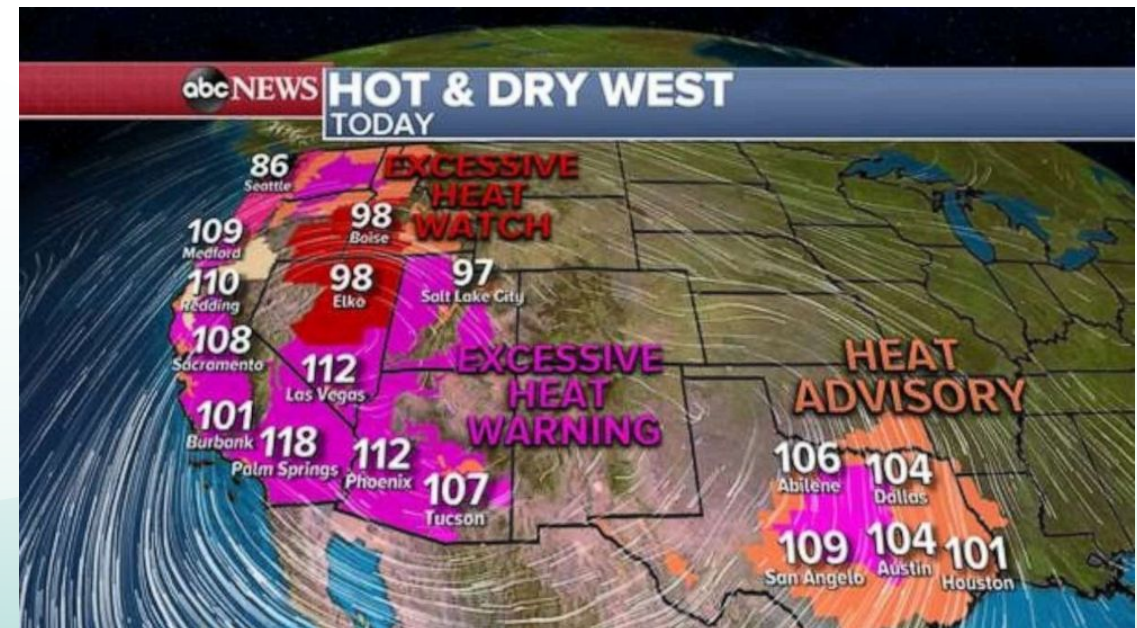 abc NEWS
HOT & DRY WEST
TODAY
86
Seattle
EXCESSIVE
HEAT
WATCH
98
Boise
109
Medford
110
Redding
98
Elko
97
Salt Lake City
108
Sacramento
112
Las Vegas
EXCESSIVE
HEAT
WARNING
101
Burbank
118
Palm Springs
112
Phoenix
107
Tucson
HEAT
ADVISORY
106
Abilene
104
Dallas
109
San Angelo
104
Austin
101
Houston